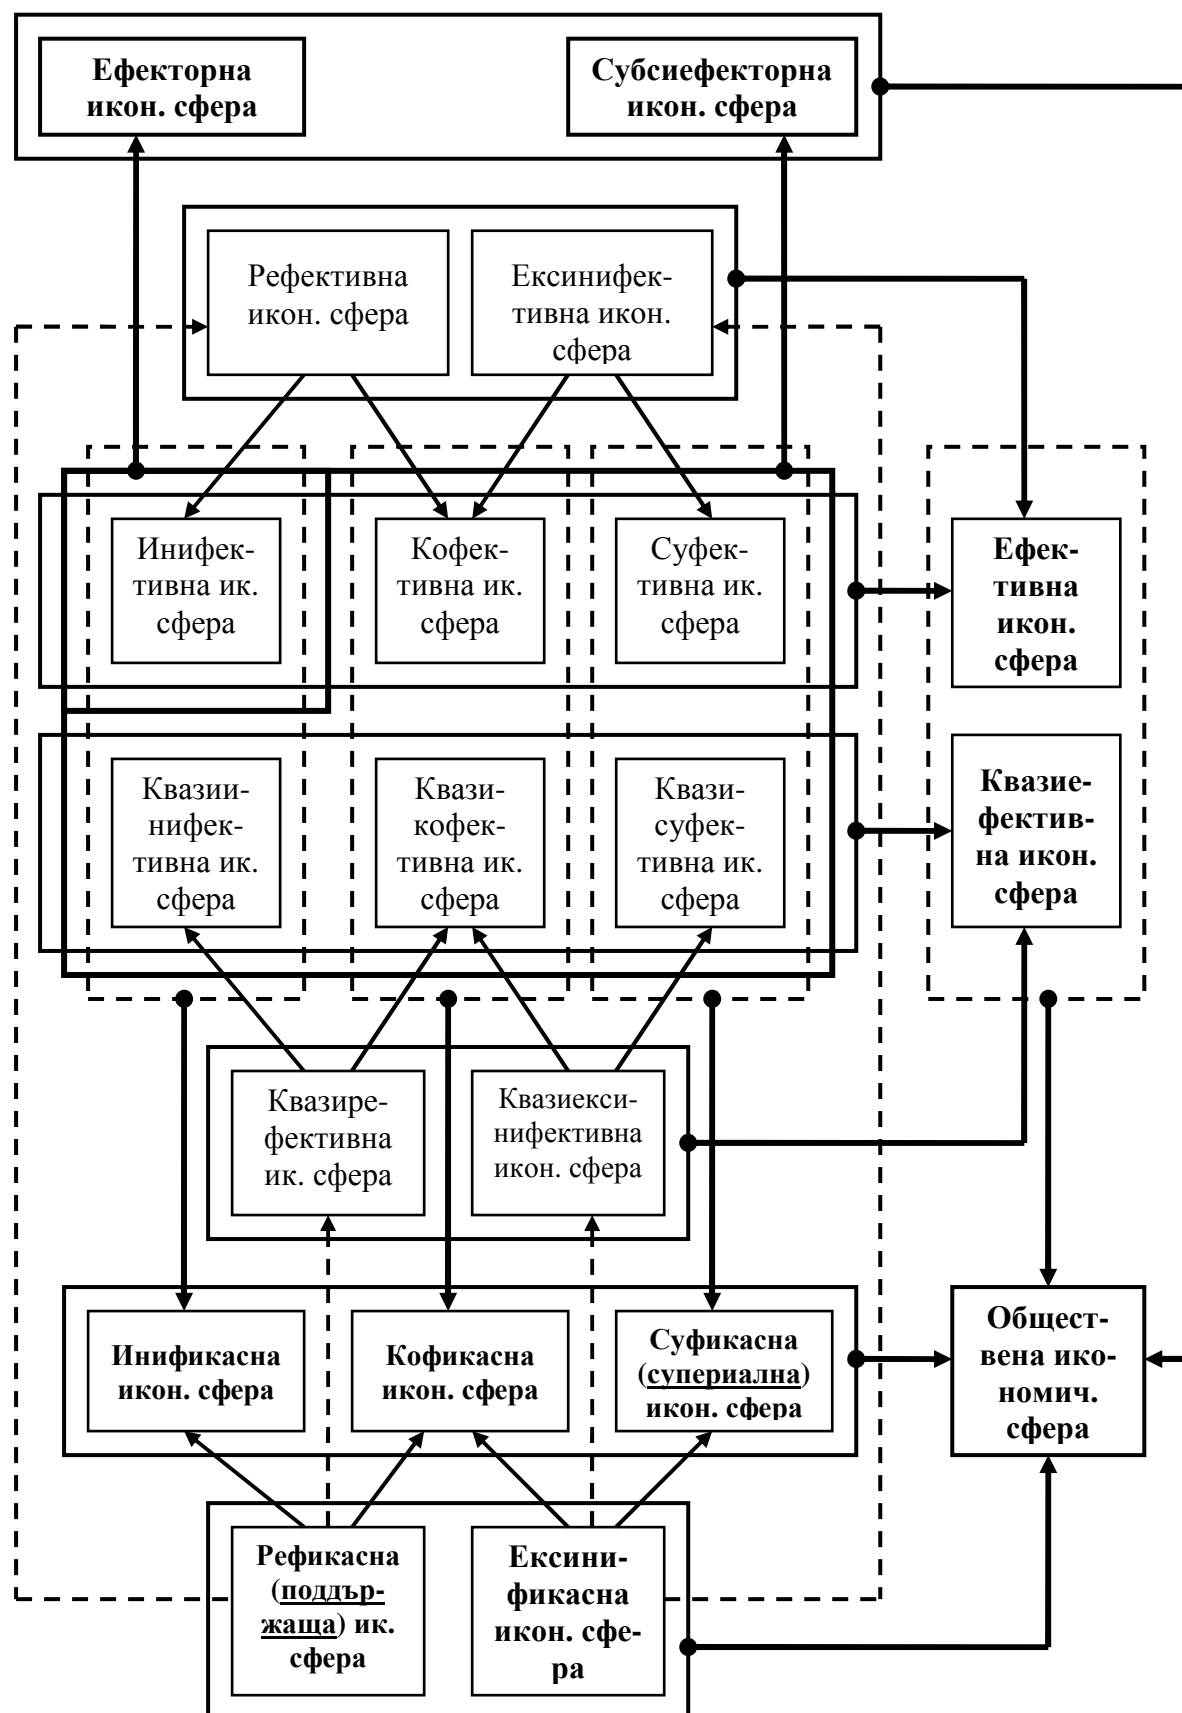 Ефекторна
икон. сфера
Субсиефекторна
икон. сфера
Рефективна
икон. сфера
Ексинифек-
тивна икон.
сфера
Инифек-
тивна ик.
сфера
Кофек-
тивна ик.
сфера
Суфек-
тивна ик.
сфера
Ефек-
тивна
икон.
сфера
Квазии-
нифек-
тивна ик.
сфера
Квази-
кофек-
тивна ик.
сфера
Квази-
суфек-
тивна ик.
сфера
Квазие-
фектив-
на икон.
сфера
Квазире-
фективна
ик. сфера
Квазиекси-
нифективна
икон. сфера
Инификасна
икон. сфера
Кофикасна
икон. сфера
Суфикасна
(супериална)
икон. сфера
Общест-
вена ико-
номич.
сфера
Рефикасна
(поддър-
жаща) ик.
сфера
Ексини-
фикасна
икон. сфе-
ра